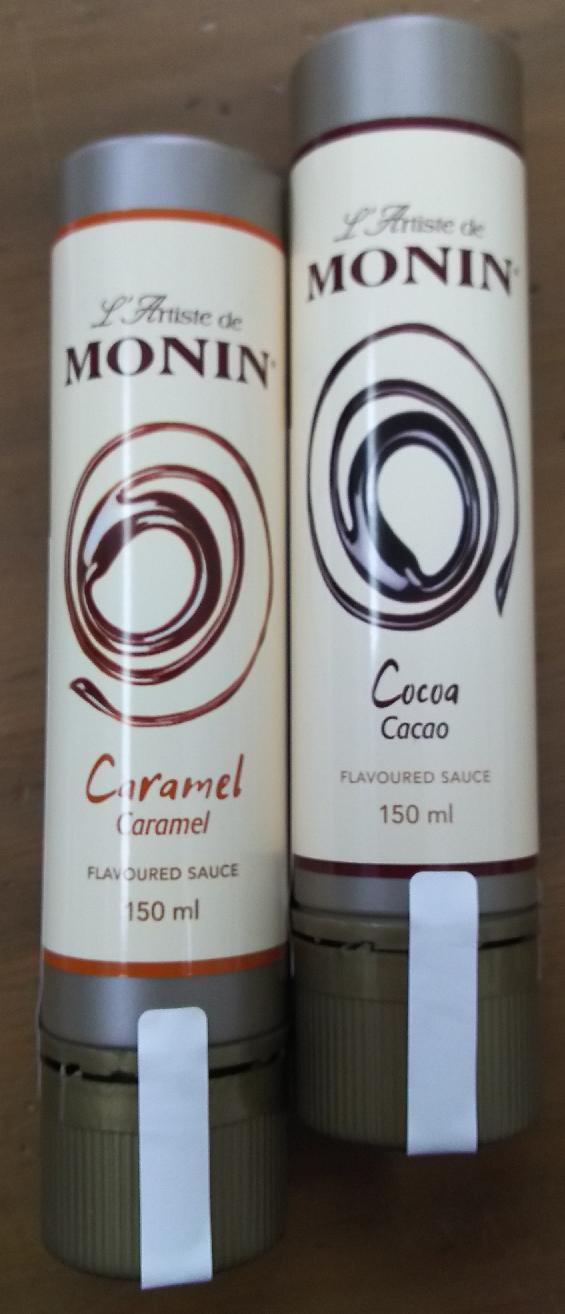 L'Artiste de
MONIN
Caramel
Caramel
FLAVOURED SAUCE
150 ml
L'Artiste de
MONIN
Cocoa
Cacao
FLAVOURED SAUCE
150 ml